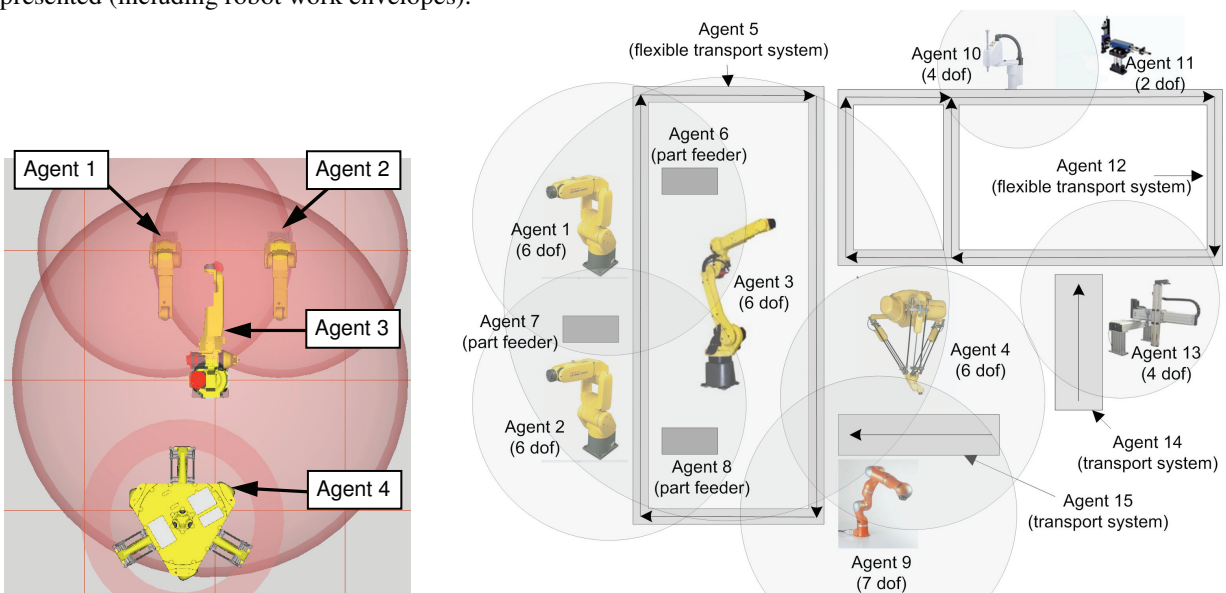 presented (including robot work envelopes).
Agent 1
Agent 2
Agent 3
Agent 4
Agent 5
(flexible transport system)
Agent 10
(4 dof)
Agent 11
(2 dof)
Agent 6
(part feeder)
Agent 12
(flexible transport system)
Agent 1
(6 dof)
Agent 3
(6 dof)
Agent 7
(part feeder)
Agent 4
(6 dof)
Agent 13
(4 dof)
Agent 2
(6 dof)
Agent 8
(part feeder)
Agent 14
(transport system)
Agent 15
(transport system)
Agent 9
(7 dof)